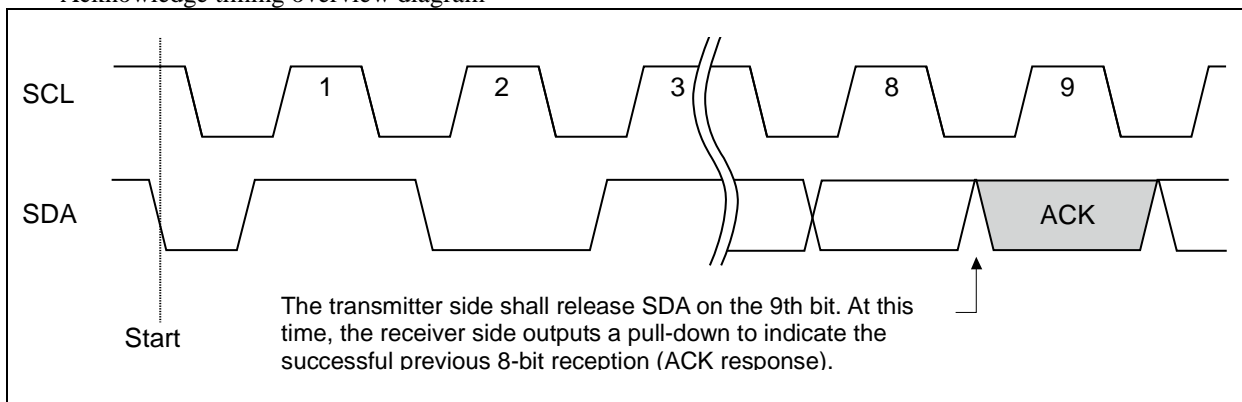 Acknowledge timing overview diagram
SCL
1
2
3
8
9
SDA
ACK
The transmitter side shall release SDA on the 9th bit. At this
time, the receiver side outputs a pull-down to indicate the
successful previous 8-bit reception (ACK response).
Start